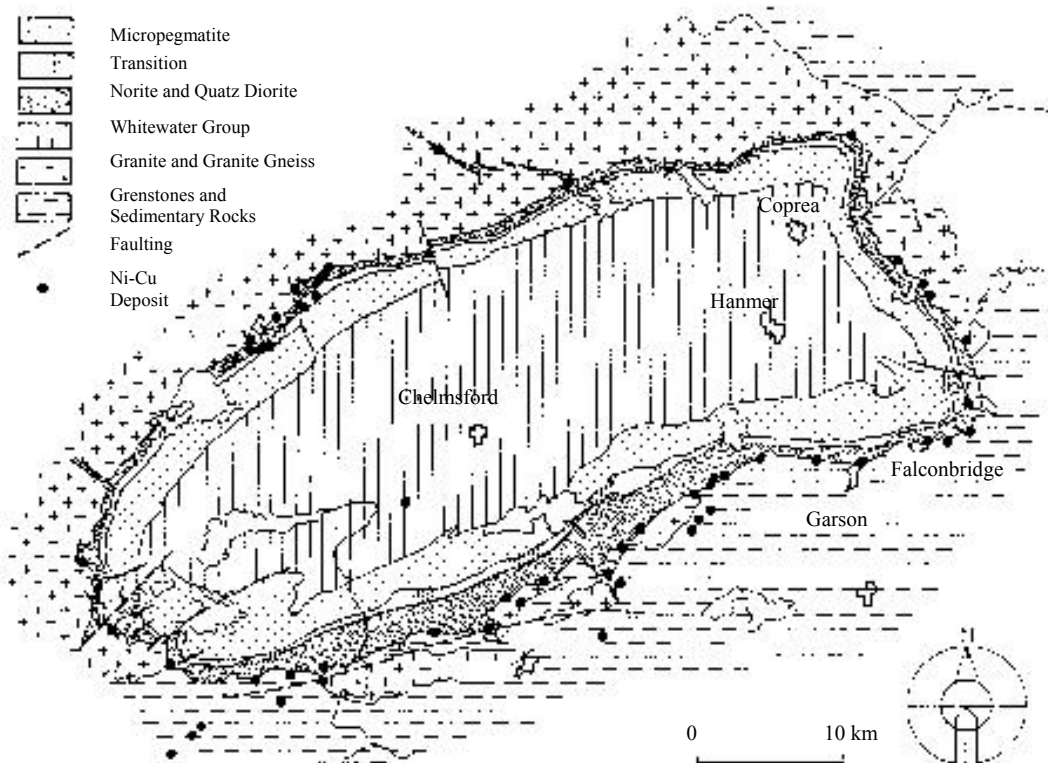 Micropegmatite
Transition
Norite and Quatz Diorite
Whitewater Group
Granite and Granite Gneiss
Grenstones and
Sedimentary Rocks
Faulting
Ni-Cu
Deposit
Coprea
Hanmer
Chelmsford
Falconbridge
Garson
N
0 10 km